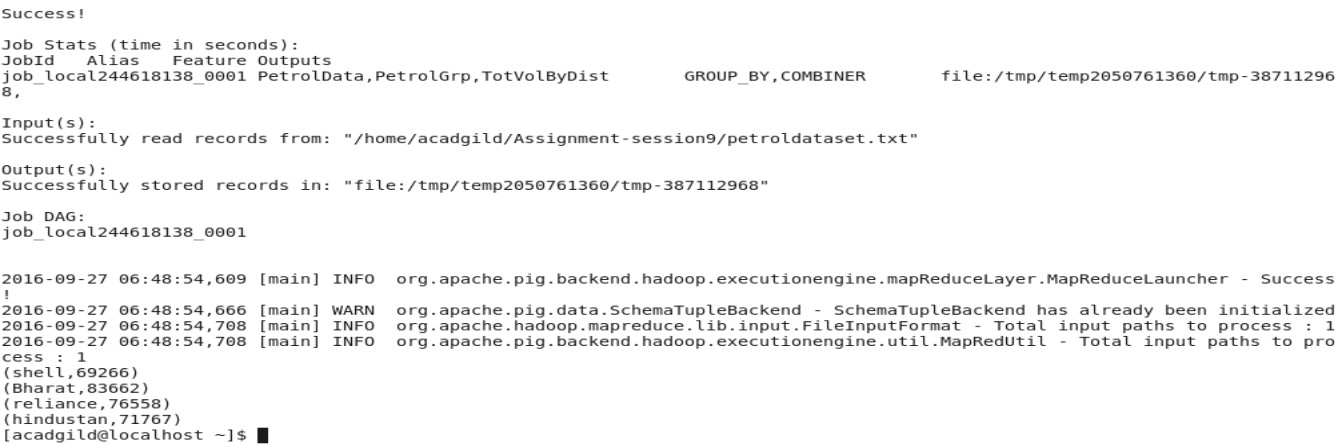 Success!
Job Stats (time in seconds):
JobId Alias Feature Outputs
job_local244618138_0001 PetrolData,PetrolGrp,TotVolByDist GROUP_BY,COMBINER file:/tmp/temp2050761360/tmp-38711296
8,
Input(s):
Successfully read records from: "/home/acadgild/Assignment-session9/petroldataset.txt"
Output(s):
Successfully stored records in: "file:/tmp/temp2050761360/tmp-387112968"
Job DAG:
job_local244618138_0001
2016-09-27 06:48:54,609 [main] INFO org.apache.pig.backend.hadoop.executionengine.mapReduceLayer.MapReduceLauncher - Success
!
2016-09-27 06:48:54,666 [main] WARN org.apache.pig.data.SchemaTupleBackend - SchemaTupleBackend has already been initialized
2016-09-27 06:48:54,708 [main] INFO org.apache.hadoop.mapreduce.lib.input.FileInputFormat - Total input paths to process : 1
2016-09-27 06:48:54,708 [main] INFO org.apache.pig.backend.hadoop.executionengine.util.MapRedUtil - Total input paths to pro
cess : 1
(shell,69266)
(Bharat,83662)
(reliance,76558)
(hindustan,71767)
[acadgild@localhost ~]$